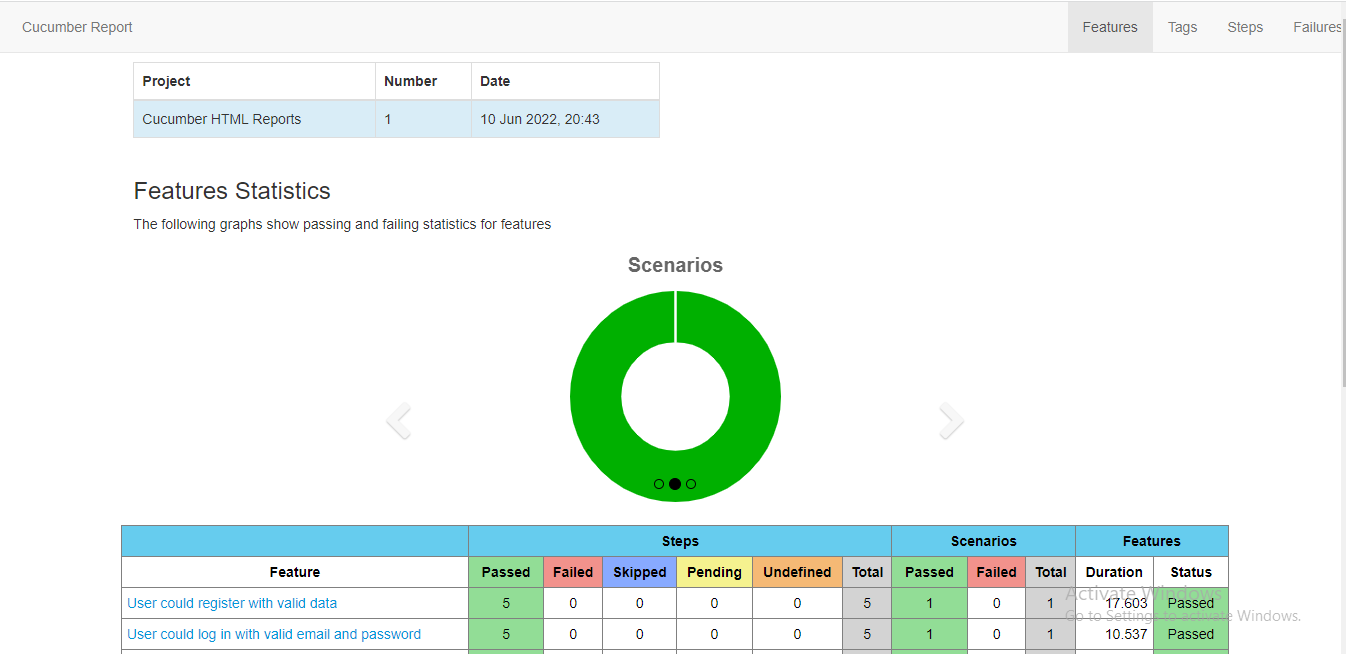 Cucumber Report Features Tags Steps Failures
Project Number Date
Cucumber HTML Reports 1 10 Jun 2022, 20:43
Features Statistics
The following graphs show passing and failing statistics for features
Scenarios
Steps Scenarios Features
Feature Passed Failed Skipped Pending Undefined Total Passed Failed Total Duration Status
User could register with valid data 5 0 0 0 0 5 1 0 1 17.603 Passed
User could log in with valid email and password 5 0 0 0 0 5 1 0 1 10.537 Passed
Activate Windows
Go to Settings to activate Windows.